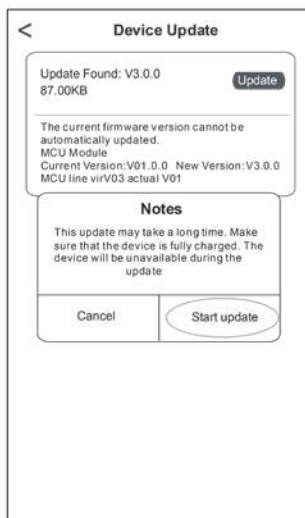 < Device Update
Update Found: V3.0.0
87.00KB
Update
The current firmware version cannot be
automatically updated.
MCU Module
Current Version:V01.0.0 New Version:V3.0.0
MCU line virV03 actual V01
Notes
This update may take a long time. Make
sure that the device is fully charged. The
device will be unavailable during the
update
Cancel
Start update